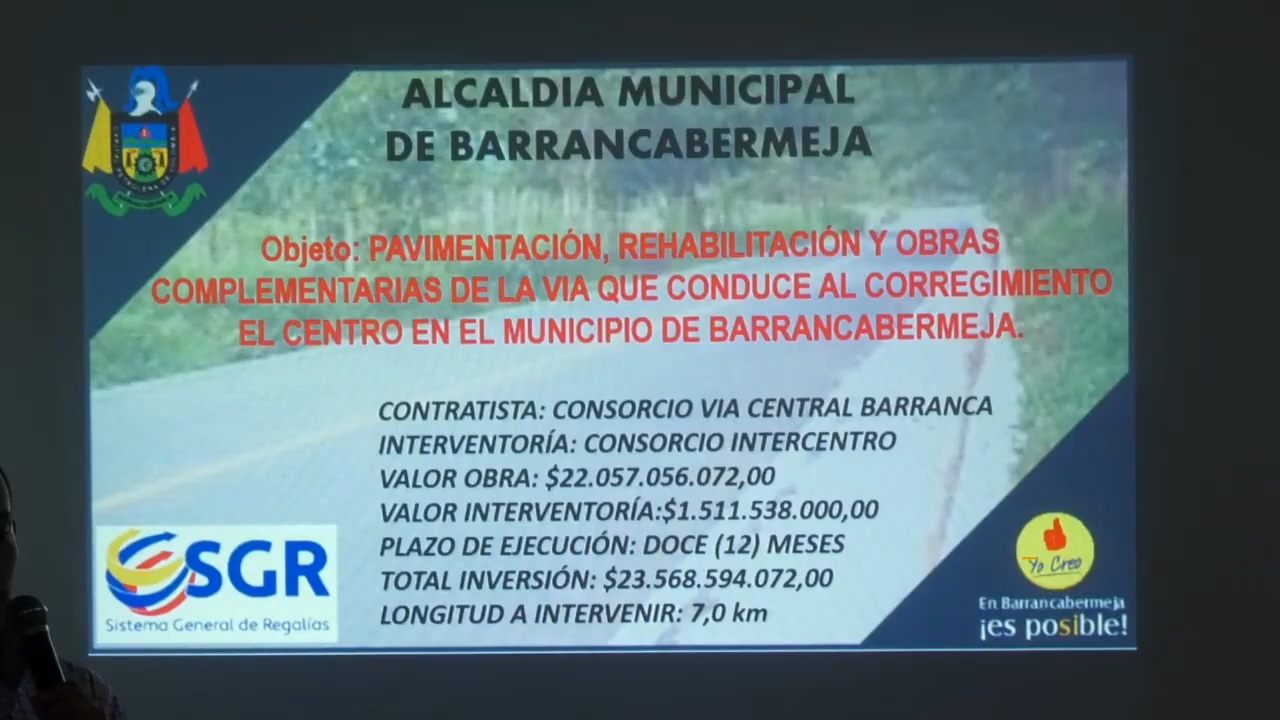 ALCALDIA MUNICIPAL
DE BARRANCABERMEJA
Objeto: PAVIMENTACIÓN, REHABILITACIÓN Y OBRAS
COMPLEMENTARIAS DE LA VIA QUE CONDUCE AL CORREGIMIENTO
EL CENTRO EN EL MUNICIPIO DE BARRANCABERMEJA.
CONTRATISTA: CONSORCIO VIA CENTRAL BARRANCA
INTERVENTORÍA: CONSORCIO INTERCENTRO
VALOR OBRA: $22.057.056.072,00
VALOR INTERVENTORÍA:$1.511.538.000,00
PLAZO DE EJECUCIÓN: DOCE (12) MESES
TOTAL INVERSIÓN: $23.568.594.072,00
LONGITUD A INTERVENIR: 7,0 km
SGR
Sistema General de Regalías
Yo Creo
En Barrancabermeja
¡es posible!